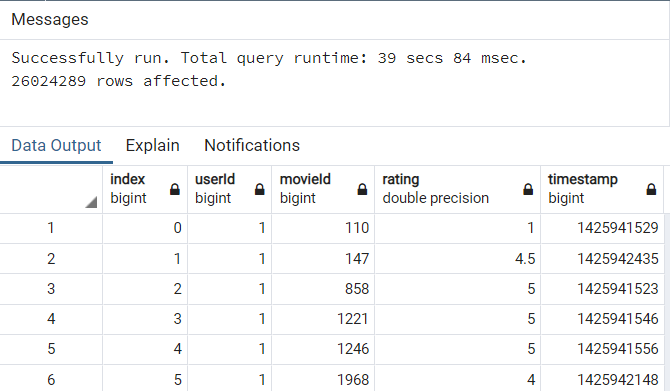 Messages
Successfully run. Total query runtime: 39 secs 84 msec.
26024289 rows affected.
Data Output Explain Notifications
index userId movieId rating timestamp
bigint bigint bigint double precision bigint
1 0 1 110 1 1425941529
2 1 1 147 4.5 1425942435
3 2 1 858 5 1425941523
4 3 1 1221 5 1425941546
5 4 1 1246 5 1425941556
6 5 1 1968 4 1425942148